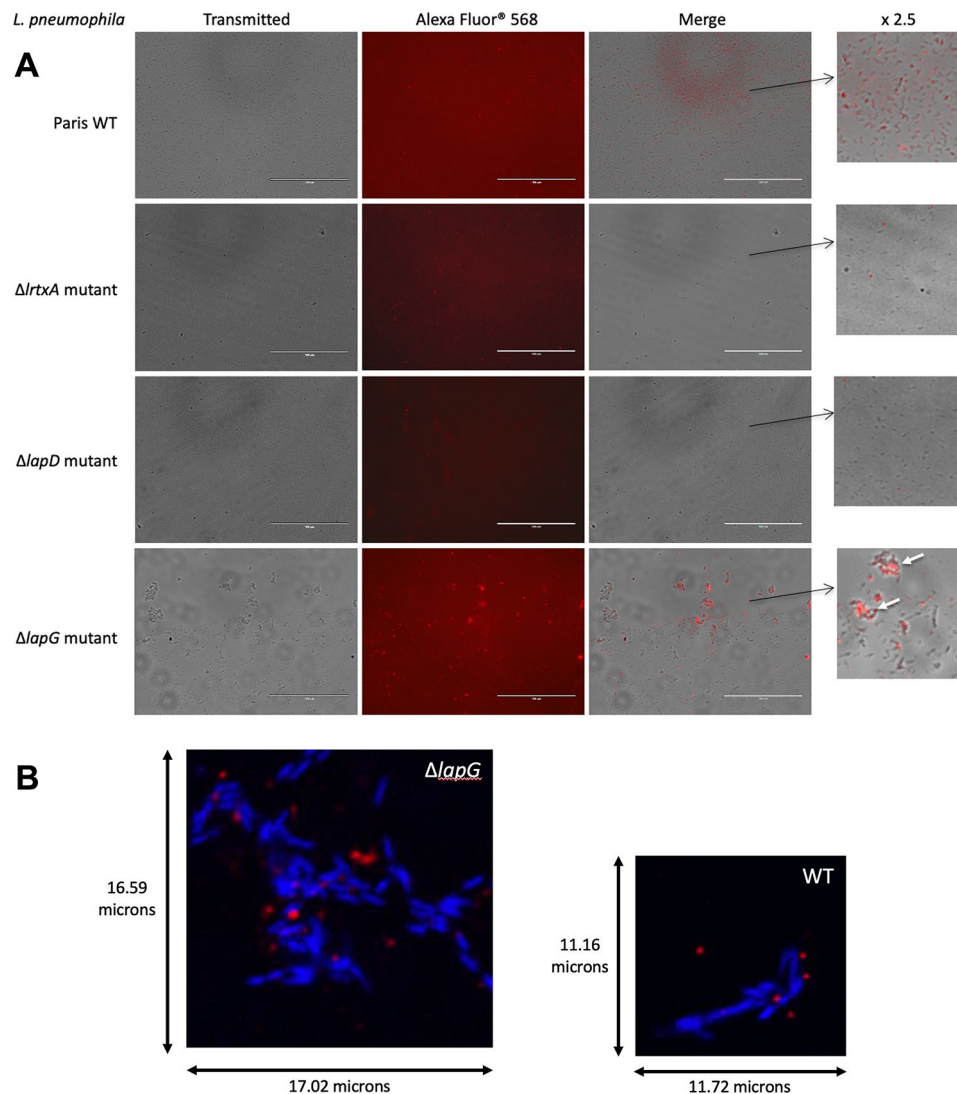 L. pneumophila Transmitted Alexa Fluor® 568 Merge x 2.5
A
Paris WT
ΔlrtxA mutant
ΔlapD mutant
ΔlapG mutant
B
ΔlapG
16.59
microns
17.02 microns
WT
11.16
microns
11.72 microns